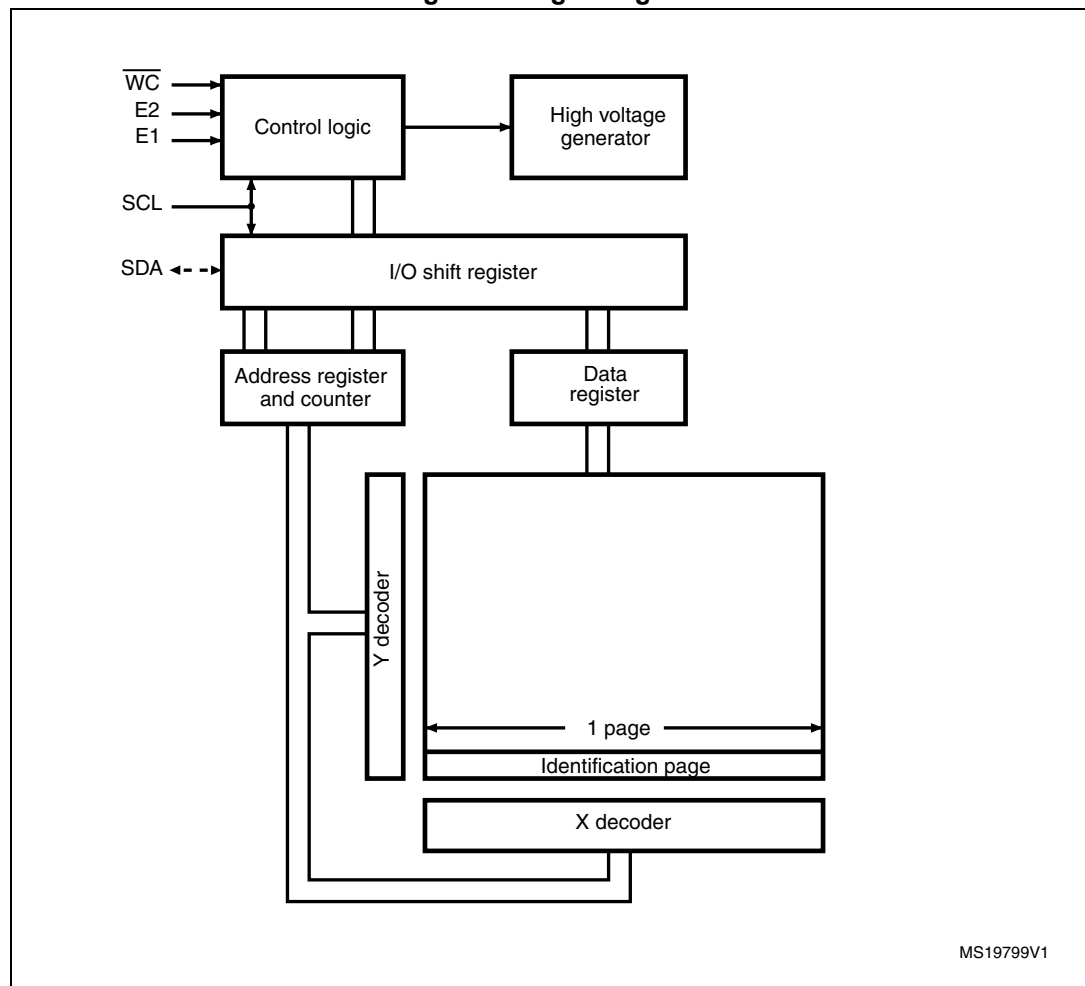 W̅C̅
E2
E1
Control logic
High voltage
generator
SCL
SDA
I/O shift register
Address register
and counter
Data
register
Y decoder
1 page
Identification page
X decoder
MS19799V1